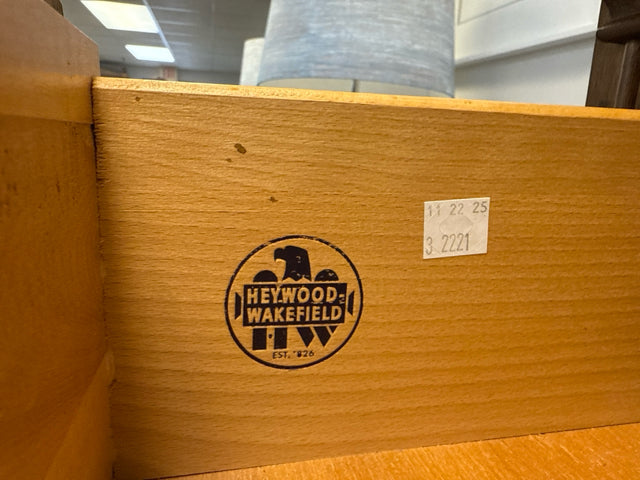 HEYWOOD-
WAKEFIELD
HW
EST. 1826
11 22 25
3 2221